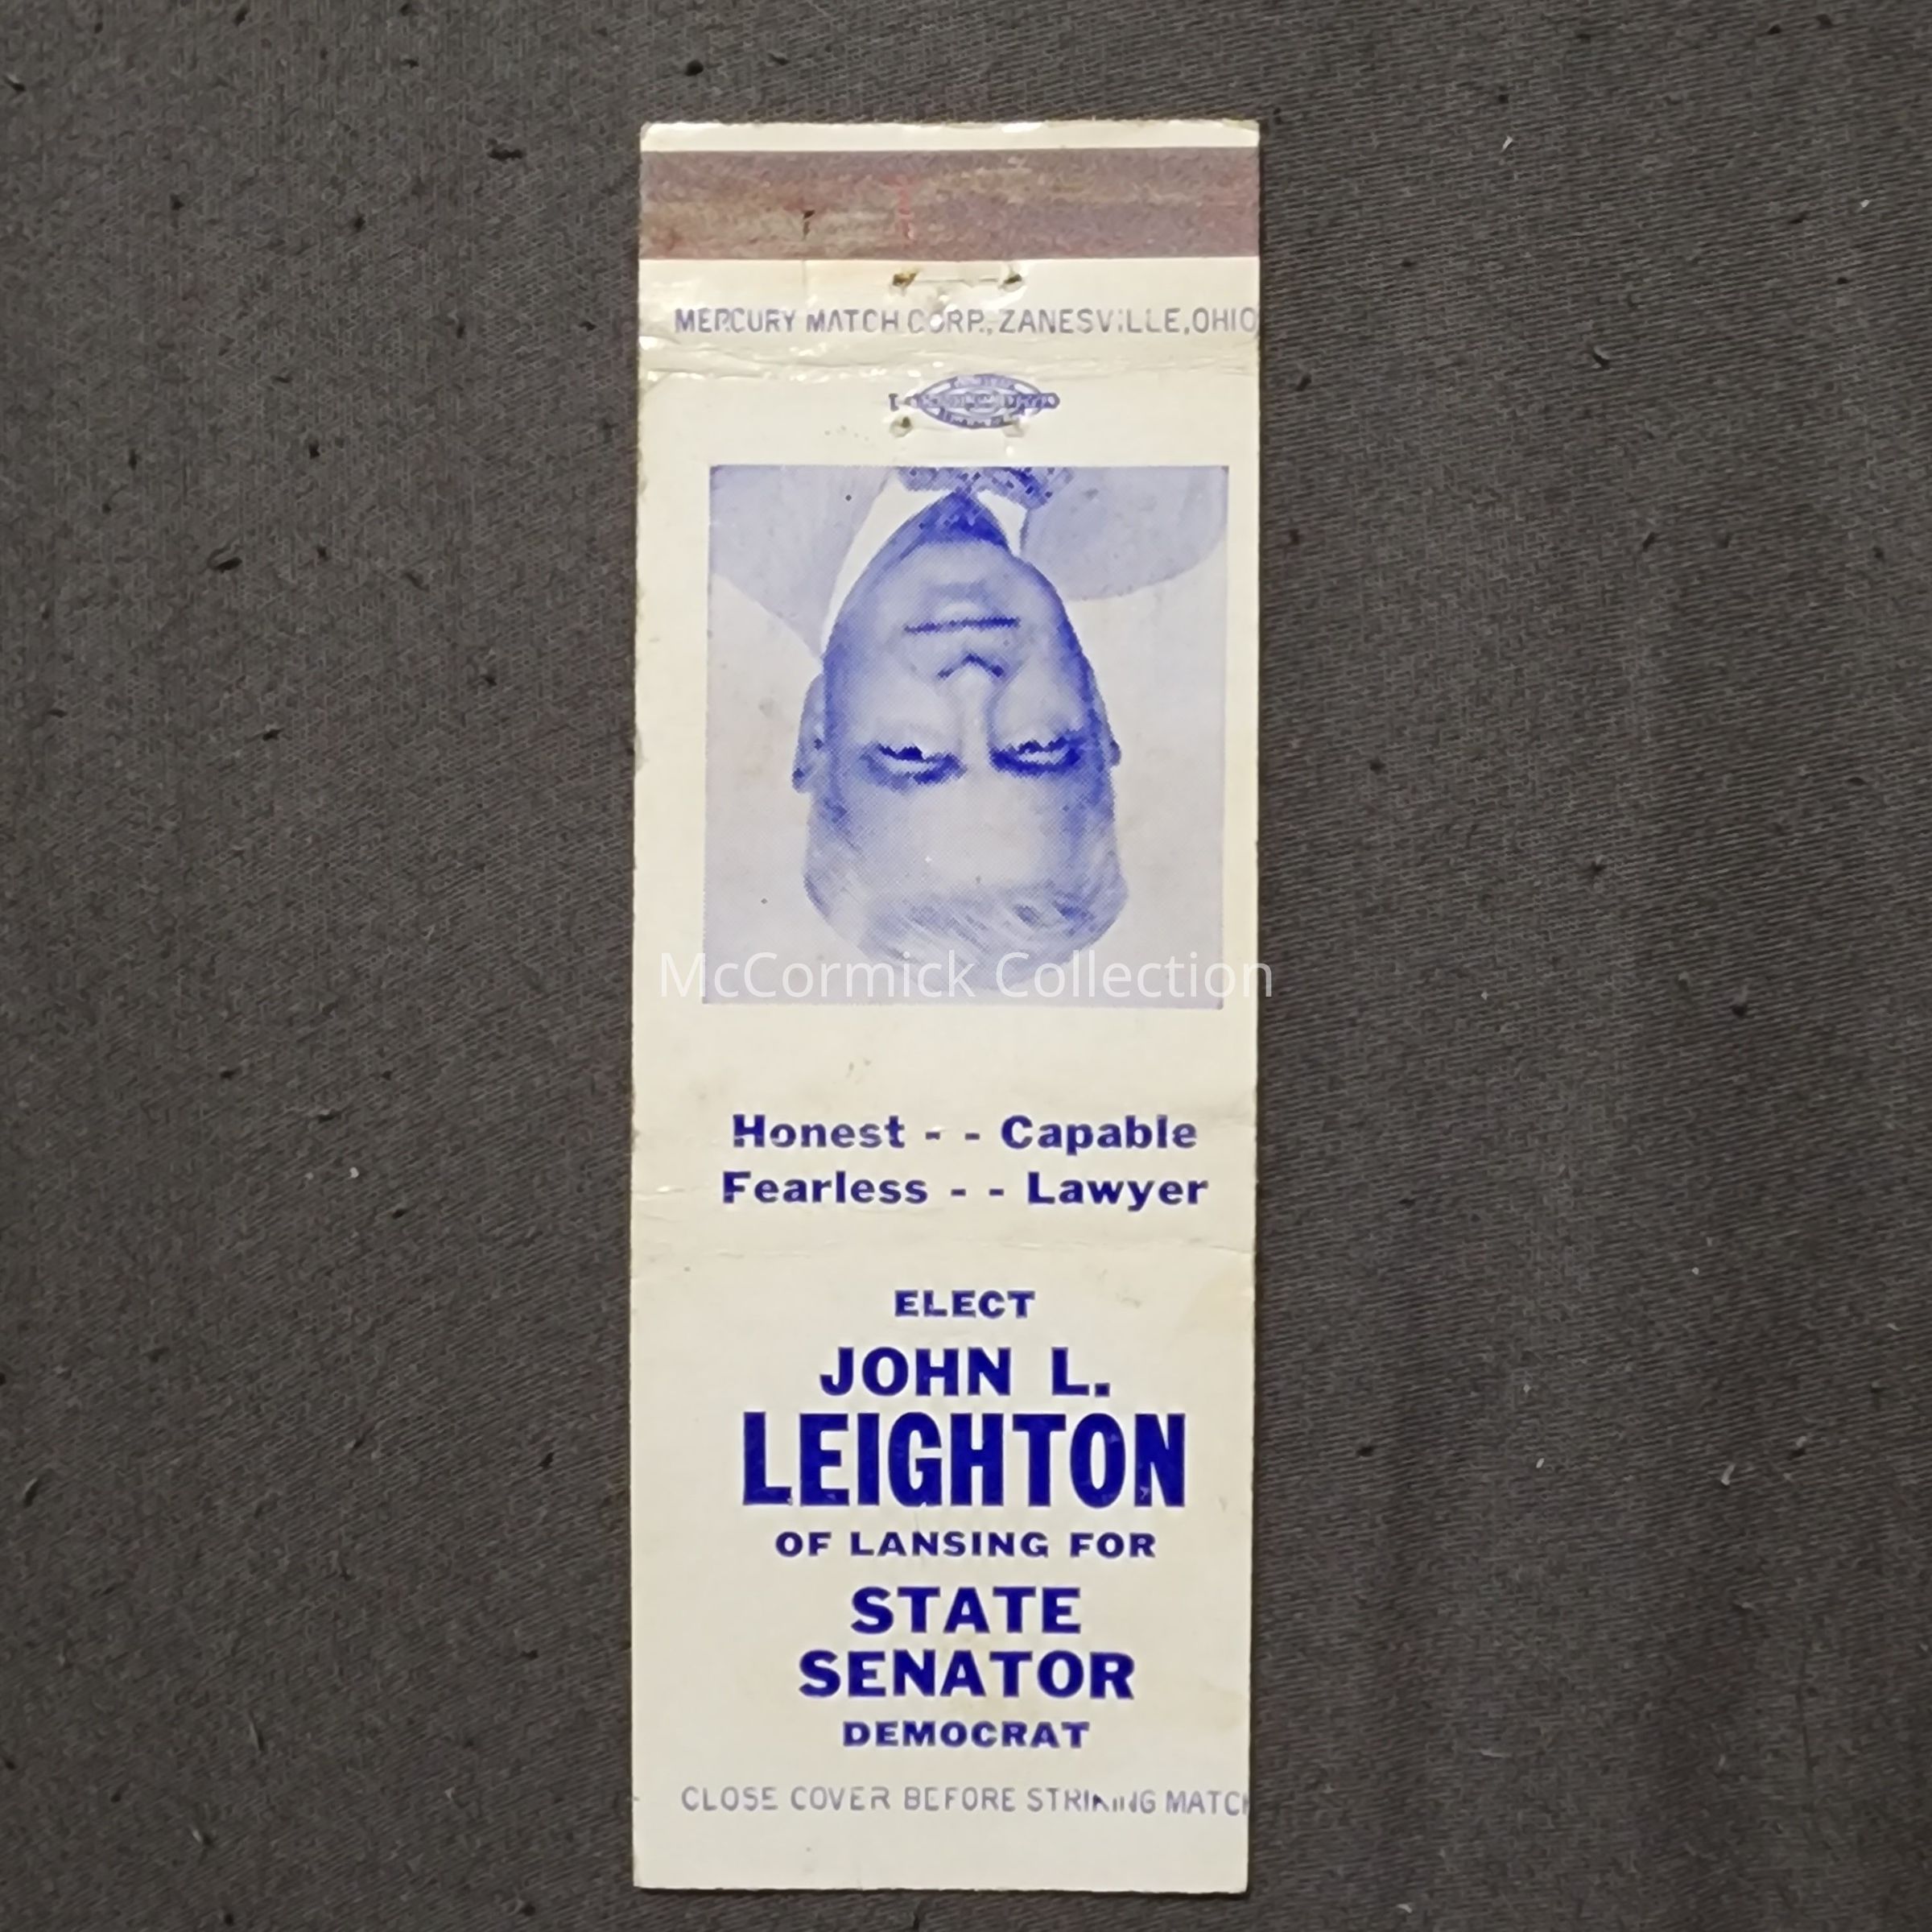 MERCURY MATCH CORP., ZANESVILLE, OHIO
McCormick Collection
Honest - - Capable
Fearless - - Lawyer
ELECT
JOHN L.
LEIGHTON
OF LANSING FOR
STATE
SENATOR
DEMOCRAT
CLOSE COVER BEFORE STRIKING MATCH